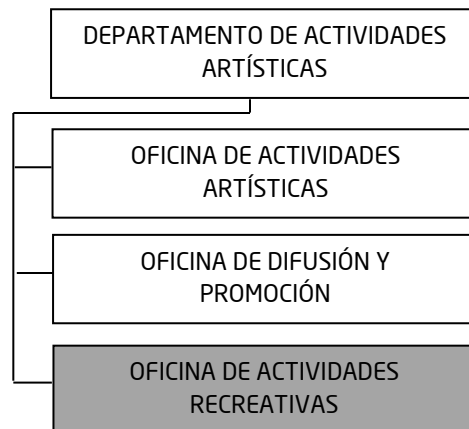 DEPARTAMENTO DE ACTIVIDADES
ARTÍSTICAS
OFICINA DE ACTIVIDADES
ARTÍSTICAS
OFICINA DE DIFUSIÓN Y
PROMOCIÓN
OFICINA DE ACTIVIDADES
RECREATIVAS